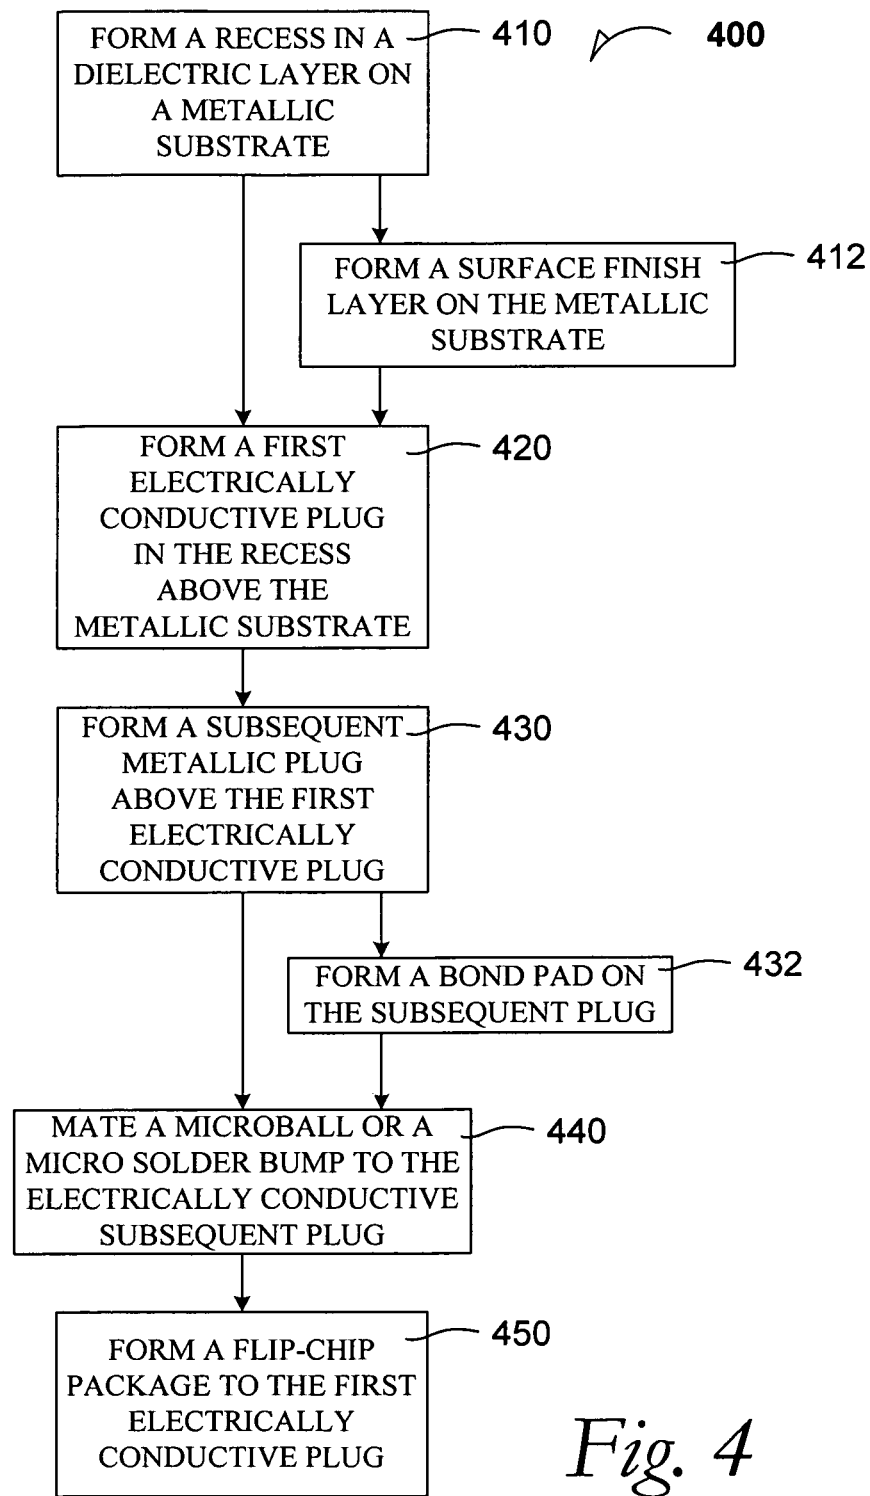 FORM A RECESS IN A
DIELECTRIC LAYER ON
A METALLIC
SUBSTRATE
410
400
FORM A SURFACE FINISH
LAYER ON THE METALLIC
SUBSTRATE
412
FORM A FIRST
ELECTRICALLY
CONDUCTIVE PLUG
IN THE RECESS
ABOVE THE
METALLIC SUBSTRATE
420
FORM A SUBSEQUENT
METALLIC PLUG
ABOVE THE FIRST
ELECTRICALLY
CONDUCTIVE PLUG
430
FORM A BOND PAD ON
THE SUBSEQUENT PLUG
432
MATE A MICROBALL OR A
MICRO SOLDER BUMP TO THE
ELECTRICALLY CONDUCTIVE
SUBSEQUENT PLUG
440
FORM A FLIP-CHIP
PACKAGE TO THE FIRST
ELECTRICALLY
CONDUCTIVE PLUG
450
Fig. 4